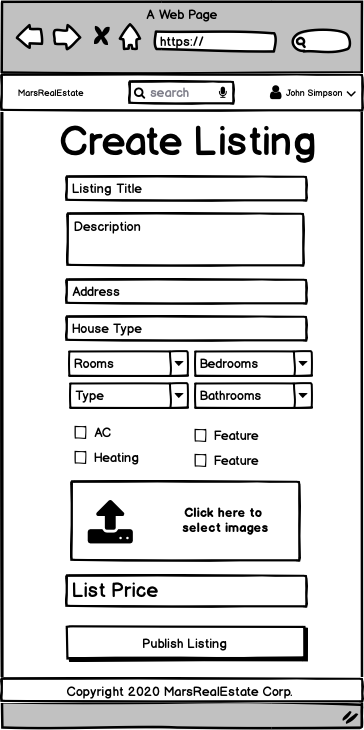 A Web Page
https://
MarsRealEstate
search
John Simpson
Create Listing
Listing Title
Description
Address
House Type
Rooms
Bedrooms
Type
Bathrooms
AC
Feature
Heating
Feature
Click here to
select images
List Price
Publish Listing
Copyright 2020 MarsRealEstate Corp.